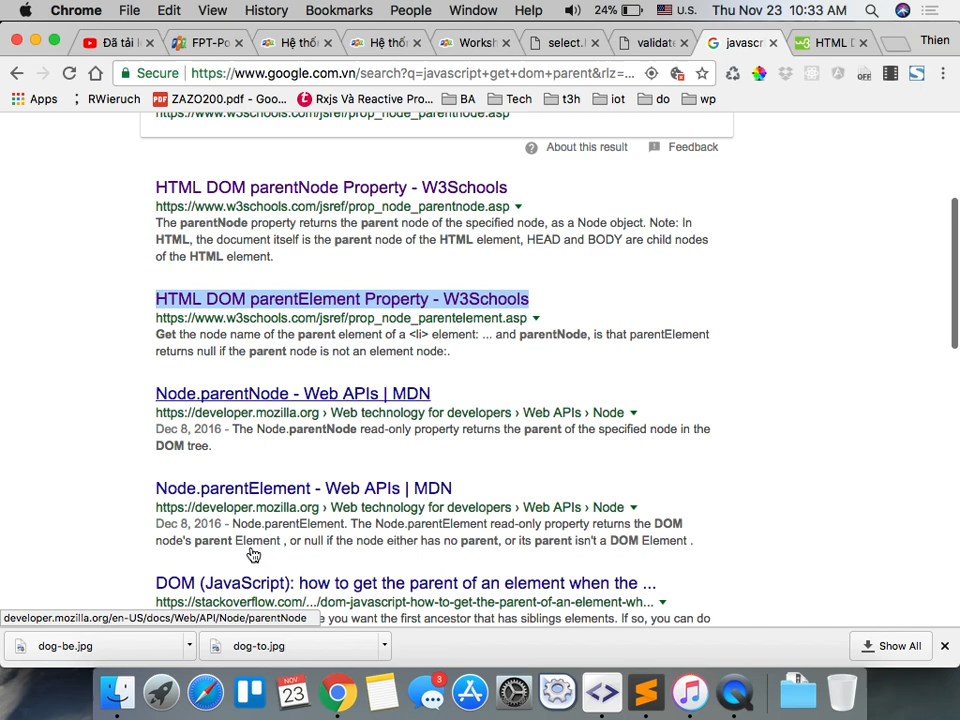 Chrome File Edit View History Bookmarks People Window Help 24% U.S. Thu Nov 23 10:33 AM
Đã tải l FPT-Po Hệ thố Hệ thố Worksh select.l validate javascr HTML D Thien
Secure https://www.google.com.vn/search?q=javascript+get+dom+parent&rlz=...
Apps RWieruch ZAZO200.pdf - Goo... Rxjs Và Reactive Pro... BA Tech t3h iot do wp
https://www.w3schools.com/jsref/prop_node_parentnode.asp
About this result Feedback
HTML DOM parentNode Property - W3Schools
https://www.w3schools.com/jsref/prop_node_parentnode.asp
The parentNode property returns the parent node of the specified node, as a Node object. Note: In
HTML, the document itself is the parent node of the HTML element, HEAD and BODY are child nodes
of the HTML element.
HTML DOM parentElement Property - W3Schools
https://www.w3schools.com/jsref/prop_node_parentelement.asp
Get the node name of the parent element of a <li> element: ... and parentNode, is that parentElement
returns null if the parent node is not an element node:.
Node.parentNode - Web APIs | MDN
https://developer.mozilla.org › Web technology for developers › Web APIs › Node
Dec 8, 2016 - The Node.parentNode read-only property returns the parent of the specified node in the
DOM tree.
Node.parentElement - Web APIs | MDN
https://developer.mozilla.org › Web technology for developers › Web APIs › Node
Dec 8, 2016 - Node.parentElement. The Node.parentElement read-only property returns the DOM
node's parent Element , or null if the node either has no parent, or its parent isn't a DOM Element .
DOM (JavaScript): how to get the parent of an element when the ...
https://stackoverflow.com/.../dom-javascript-how-to-get-the-parent-of-an-element-wh...
developer.mozilla.org/en-US/docs/Web/API/Node/parentNode
e you want the first ancestor that has siblings elements. If so, you can do
dog-be.jpg dog-to.jpg Show All
NOV
23
3